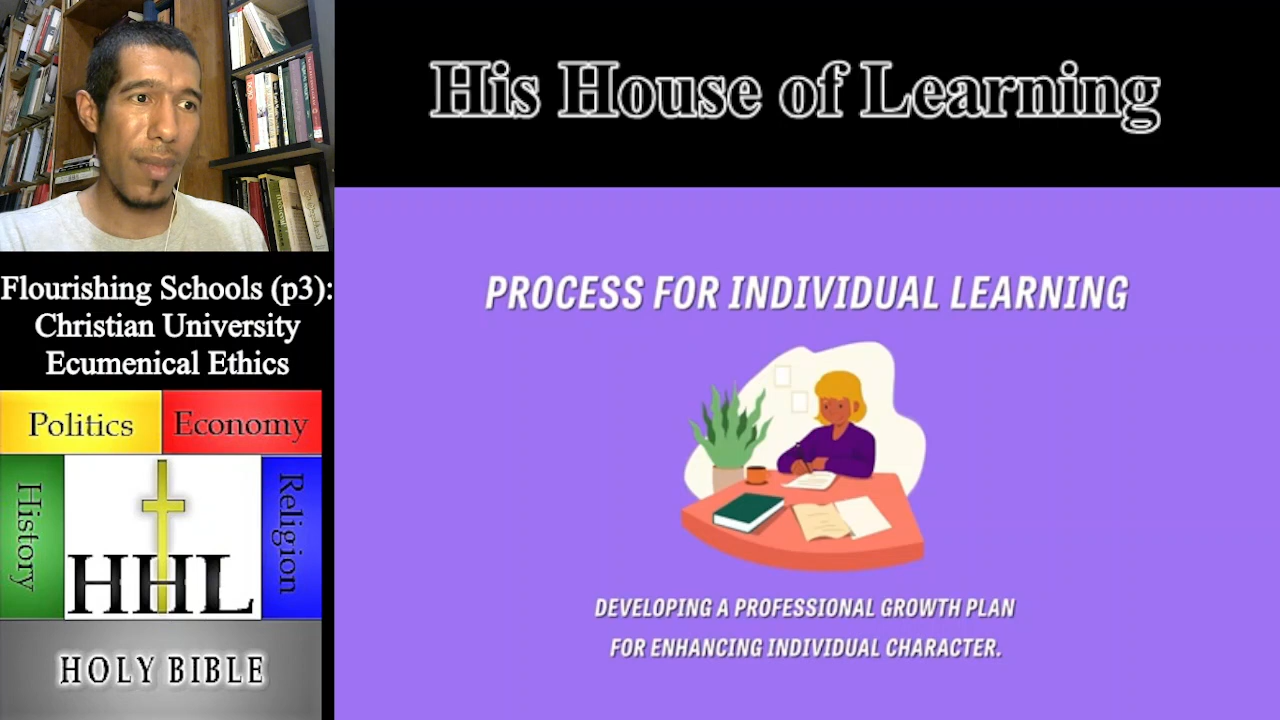 His House of Learning
Flourishing Schools (p3):
Christian University
Ecumenical Ethics
Politics
Economy
History
Religion
HHL
HOLY BIBLE
PROCESS FOR INDIVIDUAL LEARNING
DEVELOPING A PROFESSIONAL GROWTH PLAN
FOR ENHANCING INDIVIDUAL CHARACTER.